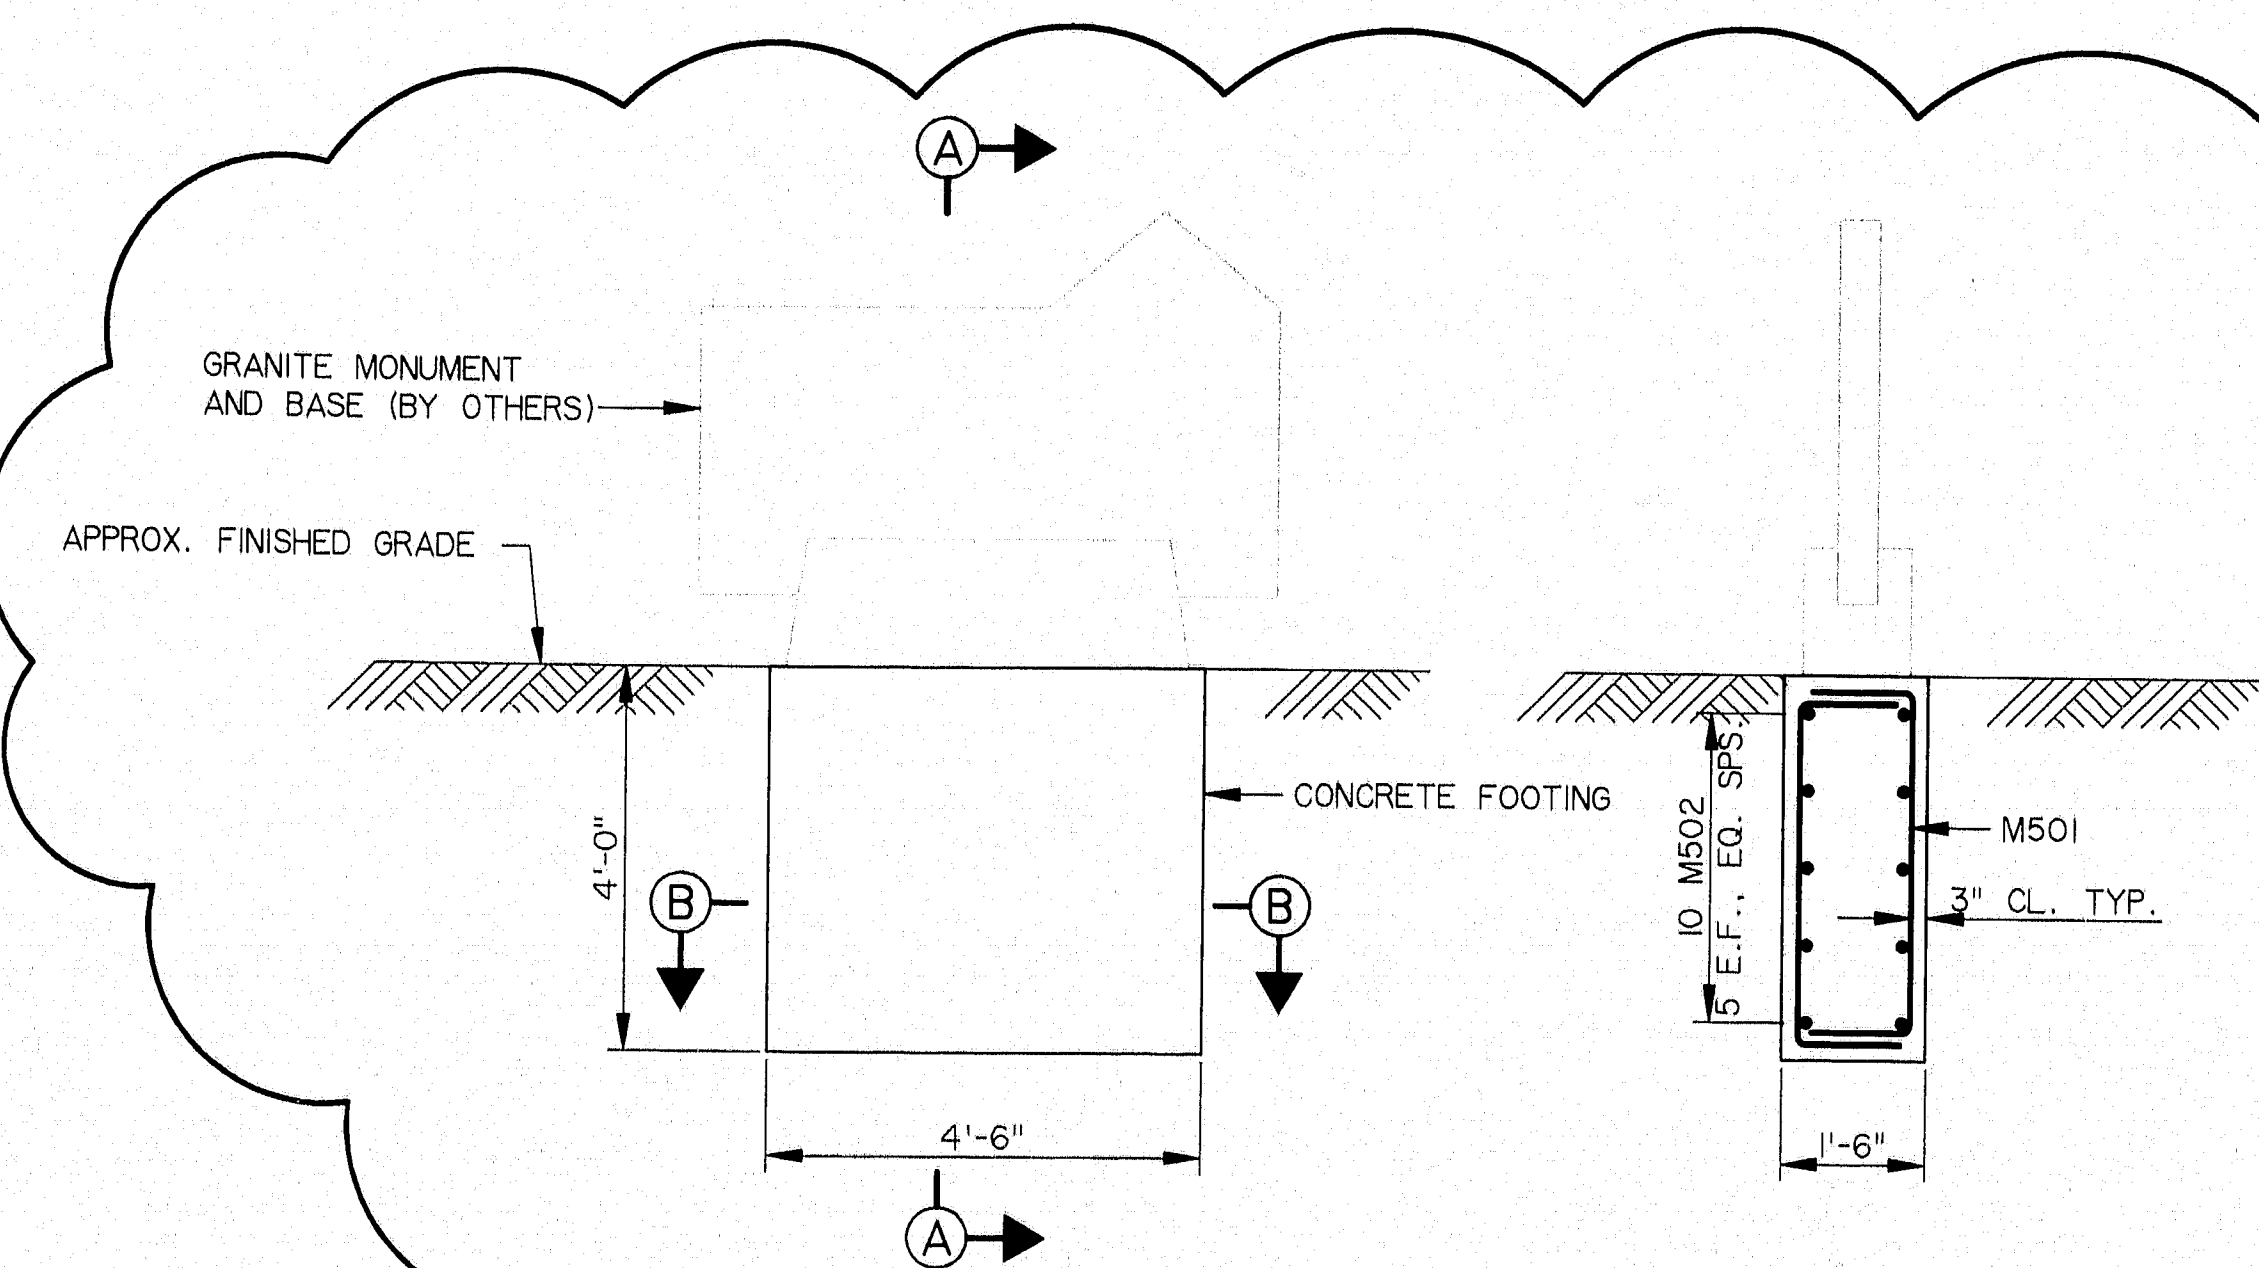 A
GRANITE MONUMENT
AND BASE (BY OTHERS)
APPROX. FINISHED GRADE
4'-0"
B
B
CONCRETE FOOTING
4'-6"
A
10 M502
5 E.F., EQ. SPS.
M501
3" CL. TYP.
1'-6"